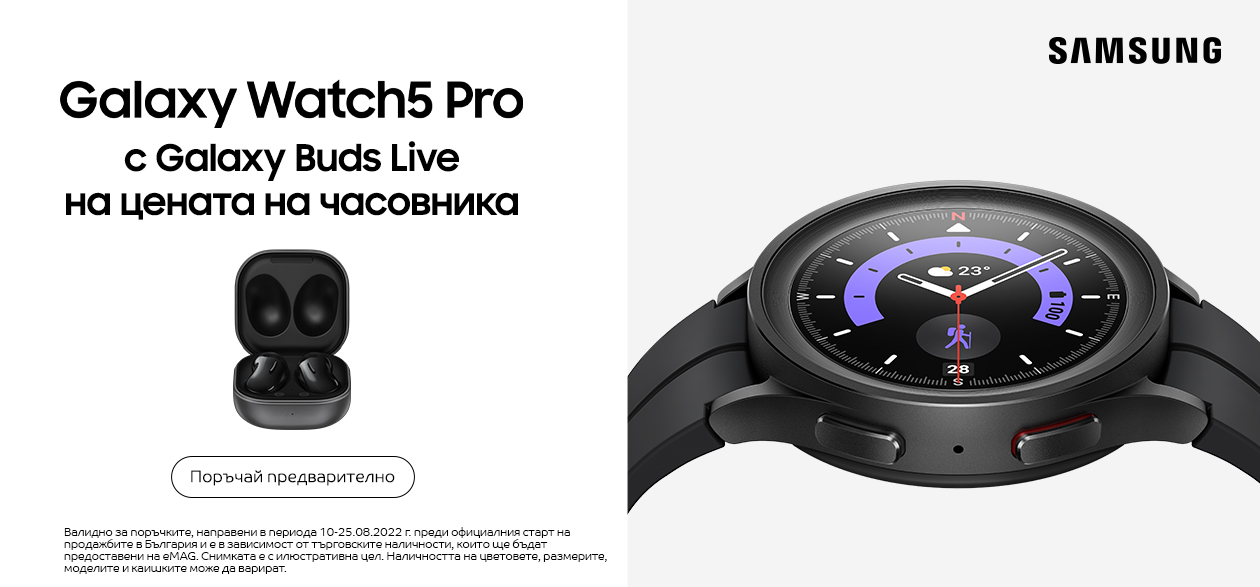 Galaxy Watch5 Pro
с Galaxy Buds Live
на цената на часовника
Поръчай предварително
Валидно за поръчките, направени в периода 10-25.08.2022 г. преди официалния старт на
продажбите в България и е в зависимост от търговските наличности, които ще бъдат
предоставени на eMAG. Снимката е с илюстративна цел. Наличността на цветовете, размерите,
моделите и каишките може да варират.
SAMSUNG
N
23°
W
E
100
28
S